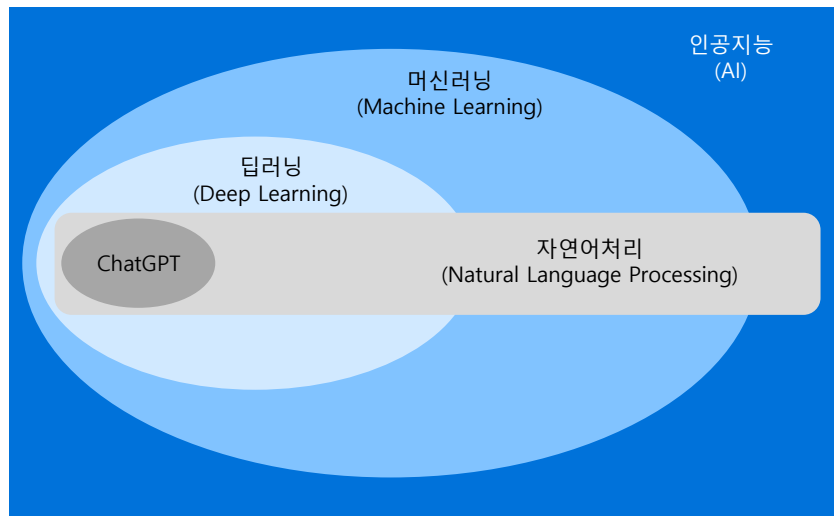 인공지능
(AI)
머신러닝
(Machine Learning)
딥러닝
(Deep Learning)
ChatGPT
자연어처리
(Natural Language Processing)